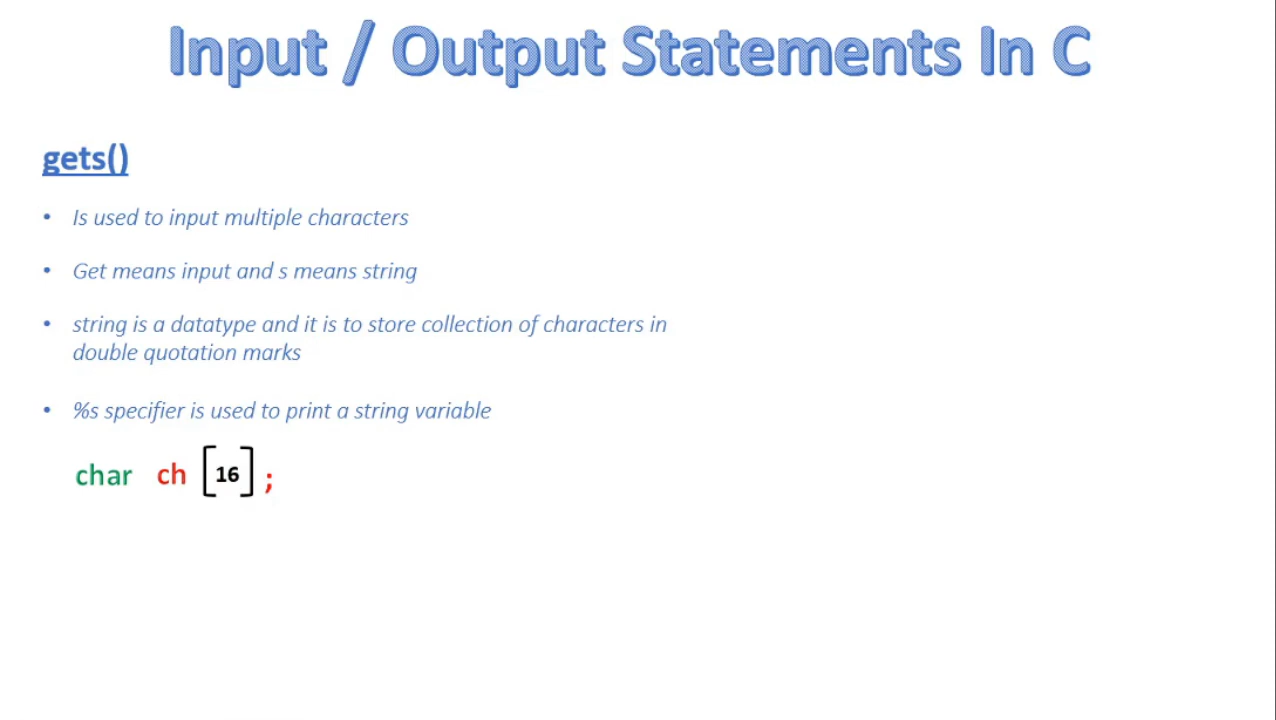 Input / Output Statements In C
gets()
• Is used to input multiple characters
• Get means input and s means string
• string is a datatype and it is to store collection of characters in
double quotation marks
• %s specifier is used to print a string variable
char ch [16] ;